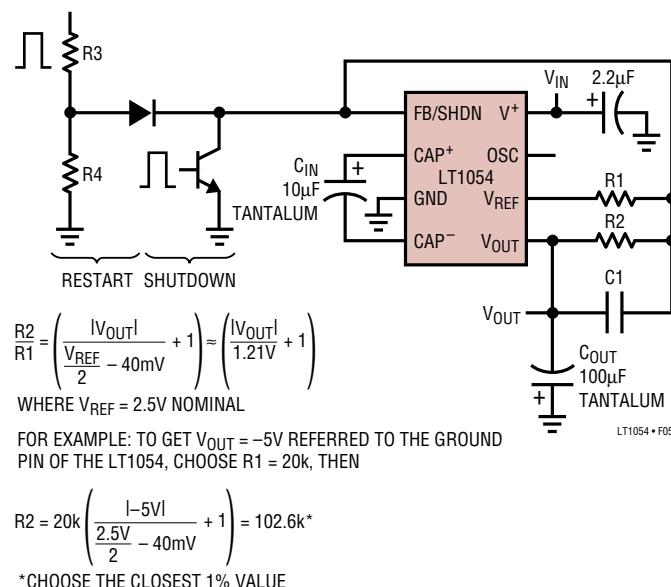 R3
R4
RESTART
SHUTDOWN
C_IN
10µF
TANTALUM
+
FB/SHDN
CAP+
GND
CAP−
LT1054
V+
OSC
V_REF
V_OUT
V_IN
2.2µF
+
R1
R2
C1
V_OUT
C_OUT
100µF
TANTALUM
+
LT1054 • F05
R2/R1 = (|V_OUT| / (V_REF/2 – 40mV) + 1) ≈ (|V_OUT|/1.21V + 1)
WHERE V_REF = 2.5V NOMINAL
FOR EXAMPLE: TO GET V_OUT = –5V REFERRED TO THE GROUND
PIN OF THE LT1054, CHOOSE R1 = 20k, THEN
R2 = 20k (|–5V| / (2.5V/2 – 40mV) + 1) = 102.6k*
*CHOOSE THE CLOSEST 1% VALUE